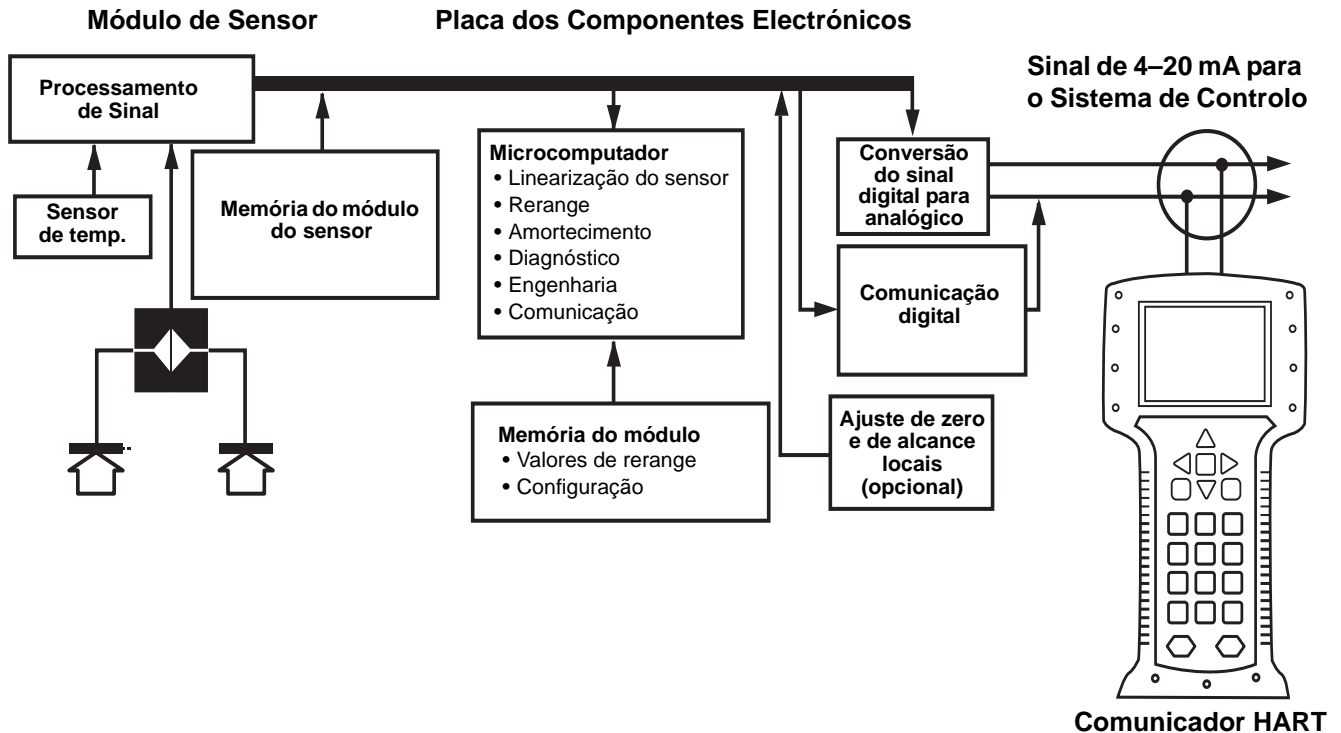 Módulo de Sensor
Placa dos Componentes Electrónicos
Sinal de 4–20 mA para
o Sistema de Controlo
Processamento
de Sinal
Sensor
de temp.
Memória do módulo
do sensor
Microcomputador
• Linearização do sensor
• Rerange
• Amortecimento
• Diagnóstico
• Engenharia
• Comunicação
Memória do módulo
• Valores de rerange
• Configuração
Conversão
do sinal
digital para
analógico
Comunicação
digital
Ajuste de zero
e de alcance
locais
(opcional)
Comunicador HART